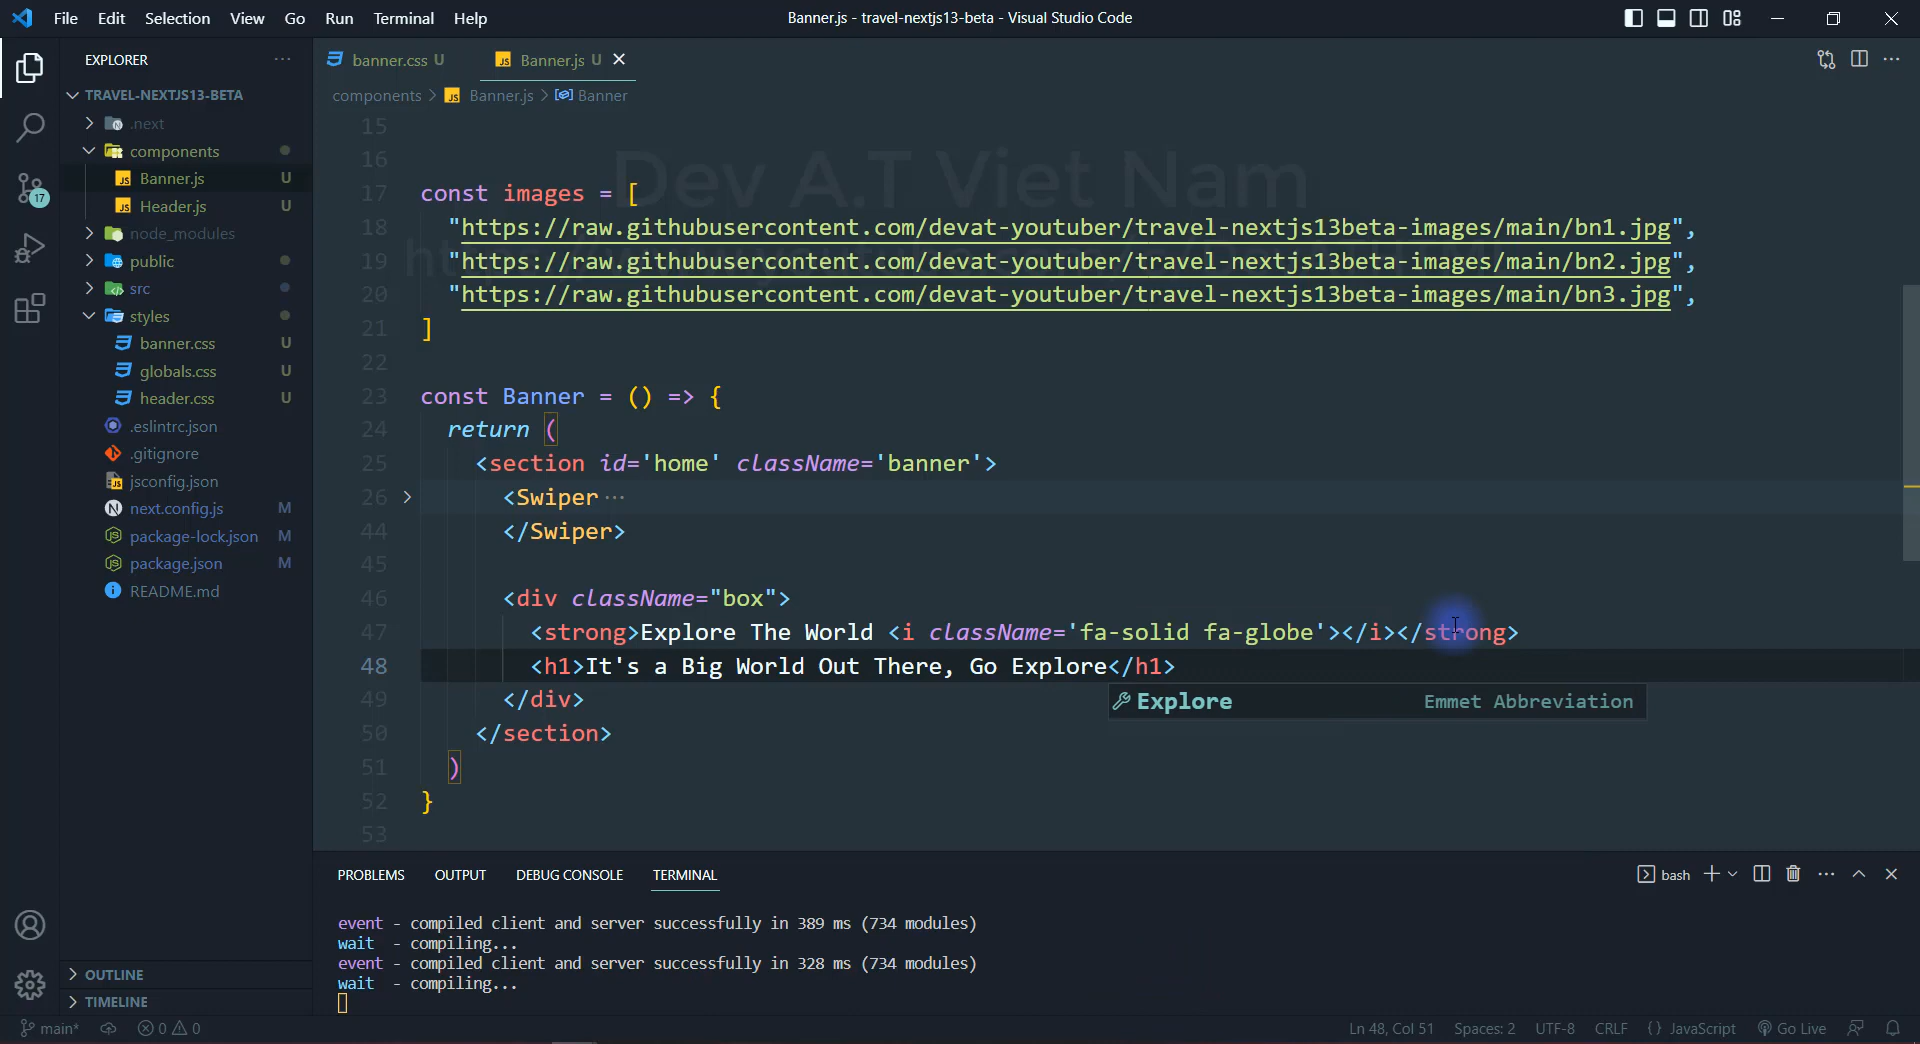 File Edit Selection View Go Run Terminal Help
Banner.js - travel-nextjs13-beta - Visual Studio Code
EXPLORER
TRAVEL-NEXTJS13-BETA
.next
components
Banner.js U
Header.js U
node_modules
public
src
styles
banner.css U
globals.css U
header.css U
.eslintrc.json
.gitignore
jsconfig.json
next.config.js M
package-lock.json M
package.json M
README.md
OUTLINE
TIMELINE
17
banner.css U
Banner.js U
components > Banner.js > Banner
Dev A.T Viet Nam
15
16
17 const images = [
18 "https://raw.githubusercontent.com/devat-youtuber/travel-nextjs13beta-images/main/bn1.jpg",
19 "https://raw.githubusercontent.com/devat-youtuber/travel-nextjs13beta-images/main/bn2.jpg",
20 "https://raw.githubusercontent.com/devat-youtuber/travel-nextjs13beta-images/main/bn3.jpg",
21 ]
22
23 const Banner = () => {
24 return (
25 <section id='home' className='banner'>
26 <Swiper ···
44 </Swiper>
45
46 <div className="box">
47 <strong>Explore The World <i className='fa-solid fa-globe'></i></strong>
48 <h1>It's a Big World Out There, Go Explore</h1>
Explore Emmet Abbreviation
49 </div>
50 </section>
51 )
52 }
53
PROBLEMS OUTPUT DEBUG CONSOLE TERMINAL
bash
event - compiled client and server successfully in 389 ms (734 modules)
wait - compiling...
event - compiled client and server successfully in 328 ms (734 modules)
wait - compiling...
main* 0 0
Ln 48, Col 51 Spaces: 2 UTF-8 CRLF {} JavaScript Go Live